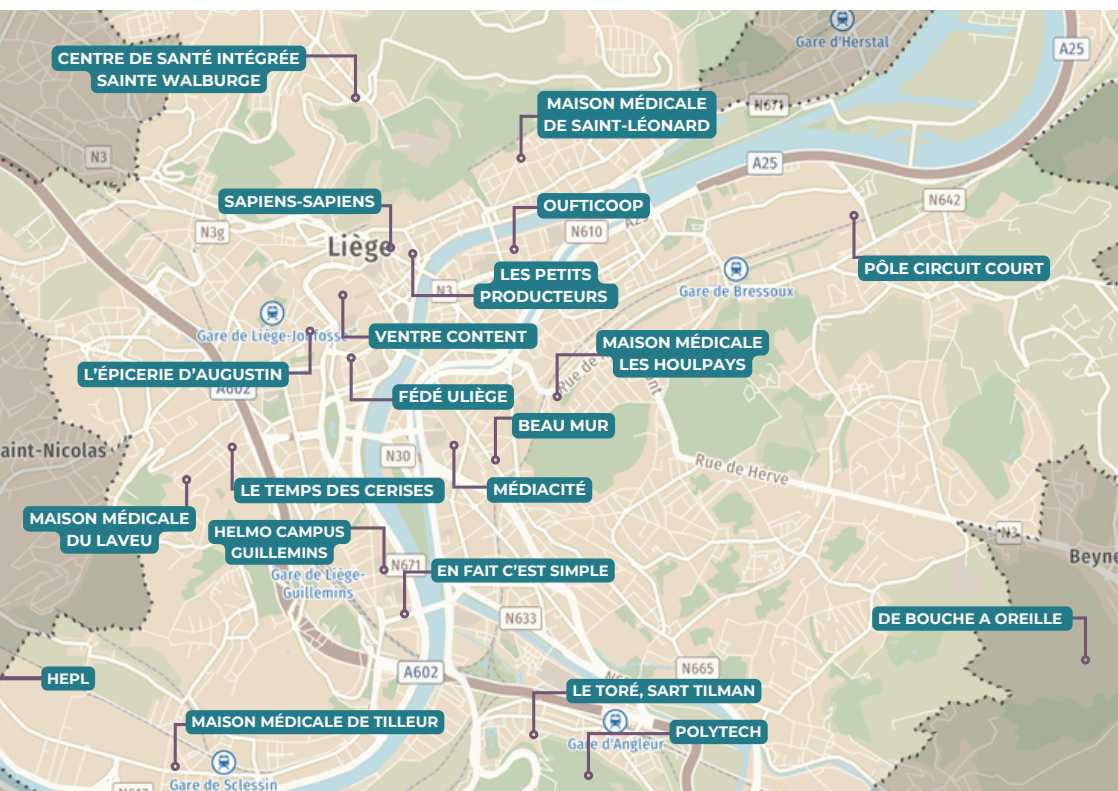 Gare d'Herstal
A25
CENTRE DE SANTÉ INTÉGRÉE
SAINTE WALBURGE
MAISON MÉDICALE
DE SAINT-LÉONARD
N671
N3
A25
SAPIENS-SAPIENS
OUFTICOOP
N642
N3g
Liège
N610
A25
LES PETITS
PRODUCTEURS
PÔLE CIRCUIT COURT
N3
Gare de Bressoux
Gare de Liège-Jonfosse
VENTRE CONTENT
MAISON MÉDICALE
LES HOULPAYS
L'ÉPICERIE D'AUGUSTIN
A602
Rue de
FÉDÉ ULIÈGE
BEAU MUR
aint-Nicolas
N30
Rue de Herve
LE TEMPS DES CERISES
MÉDIACITÉ
MAISON MÉDICALE
DU LAVEU
HELMO CAMPUS
GUILLEMINS
N3
Beyne
N671
EN FAIT C'EST SIMPLE
Gare de Liège-
Guillemins
N633
DE BOUCHE A OREILLE
A602
N665
HEPL
LE TORÉ, SART TILMAN
MAISON MÉDICALE DE TILLEUR
POLYTECH
Gare d'Angleur
Gare de Sclessin
N617